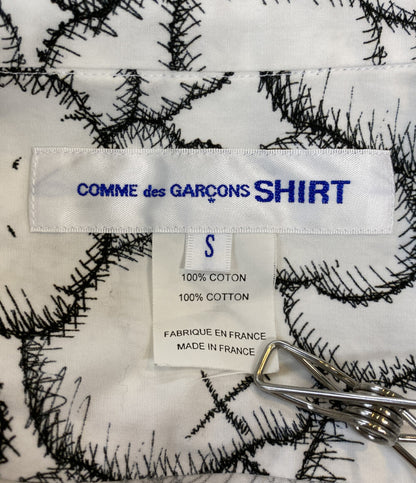 COMME des GARÇONS SHIRT
S
100% COTON
100% COTTON
FABRIQUE EN FRANCE
MADE IN FRANCE